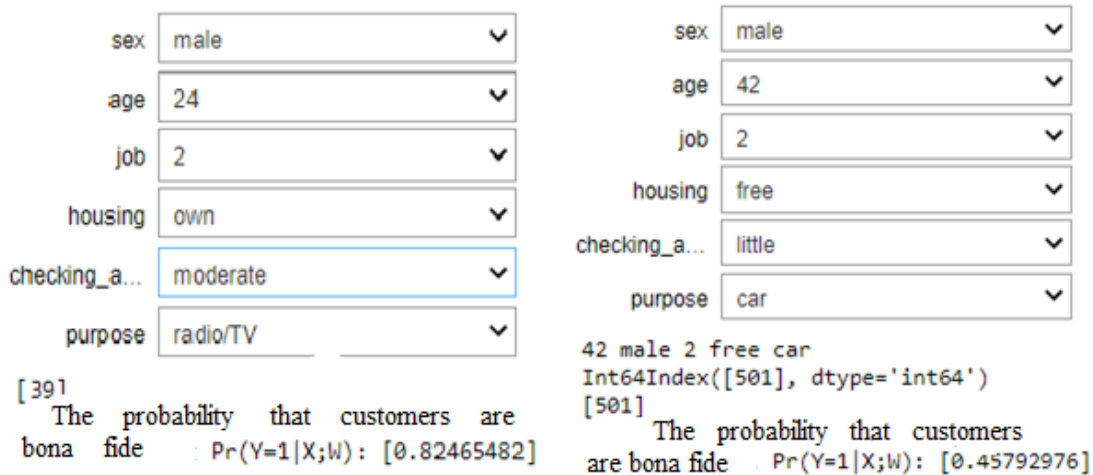 sex male
age 24
job 2
housing own
checking_a... moderate
purpose radio/TV
[39]
The probability that customers are
bona fide : Pr(Y=1|X;W): [0.82465482]
sex male
age 42
job 2
housing free
checking_a... little
purpose car
42 male 2 free car
Int64Index([501], dtype='int64')
[501]
The probability that customers
are bona fide Pr(Y=1|X;W): [0.45792976]